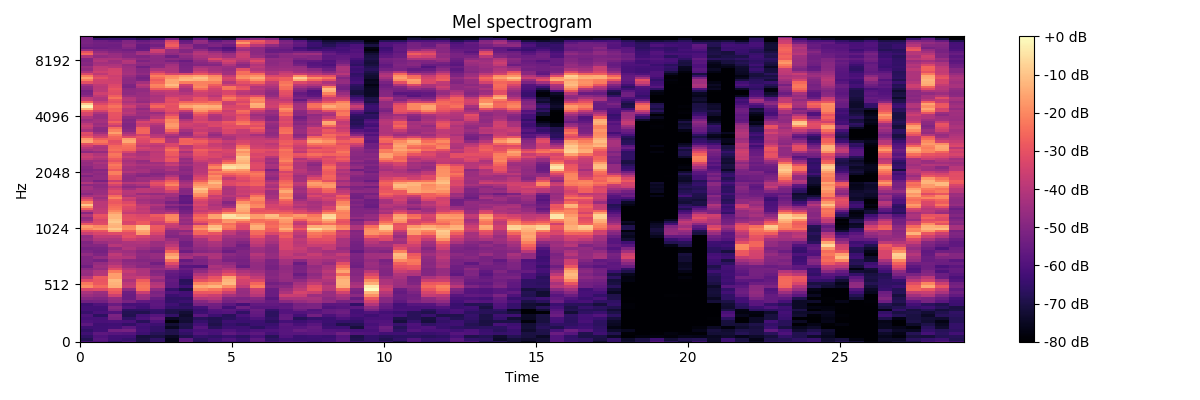 Mel spectrogram
Hz
8192
4096
2048
1024
512
0
0 5 10 15 20 25
Time
+0 dB
-10 dB
-20 dB
-30 dB
-40 dB
-50 dB
-60 dB
-70 dB
-80 dB